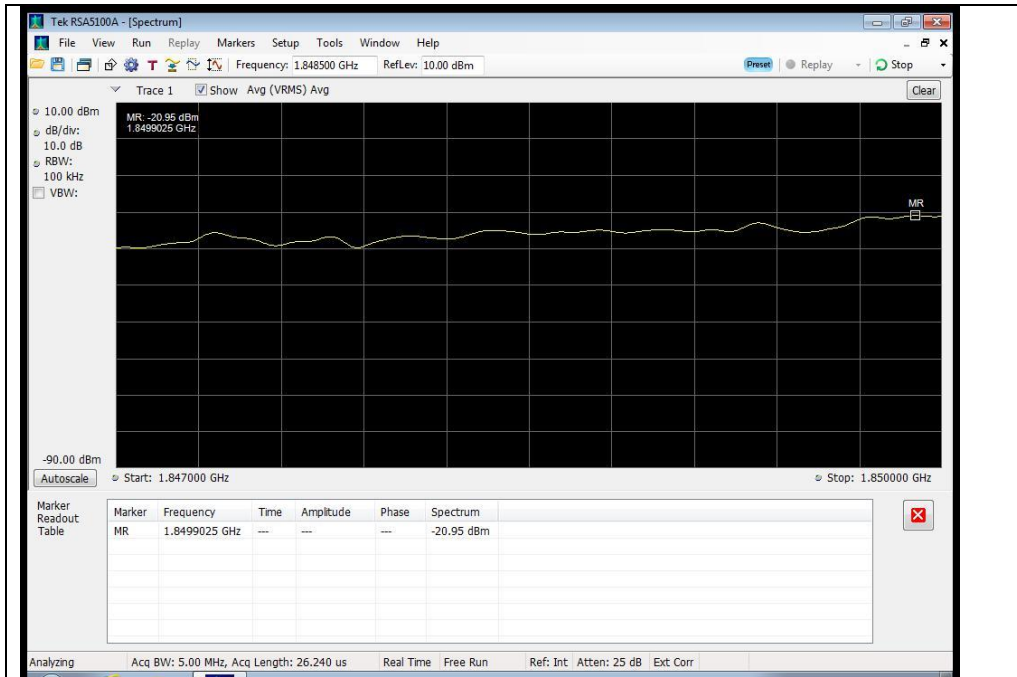 Tek RSA5100A - [Spectrum]
File View Run Replay Markers Setup Tools Window Help
T Frequency: 1.848500 GHz RefLev: 10.00 dBm Preset Replay Stop
Trace 1 Show Avg (VRMS) Avg Clear
10.00 dBm
dB/div:
10.0 dB
RBW:
100 kHz
VBW:
MR: -20.95 dBm
1.8499025 GHz
MR
-90.00 dBm
Autoscale Start: 1.847000 GHz Stop: 1.850000 GHz
Marker Readout Table
Marker Frequency Time Amplitude Phase Spectrum
MR 1.8499025 GHz --- --- --- -20.95 dBm
Analyzing Acq BW: 5.00 MHz, Acq Length: 26.240 us Real Time Free Run Ref: Int Atten: 25 dB Ext Corr